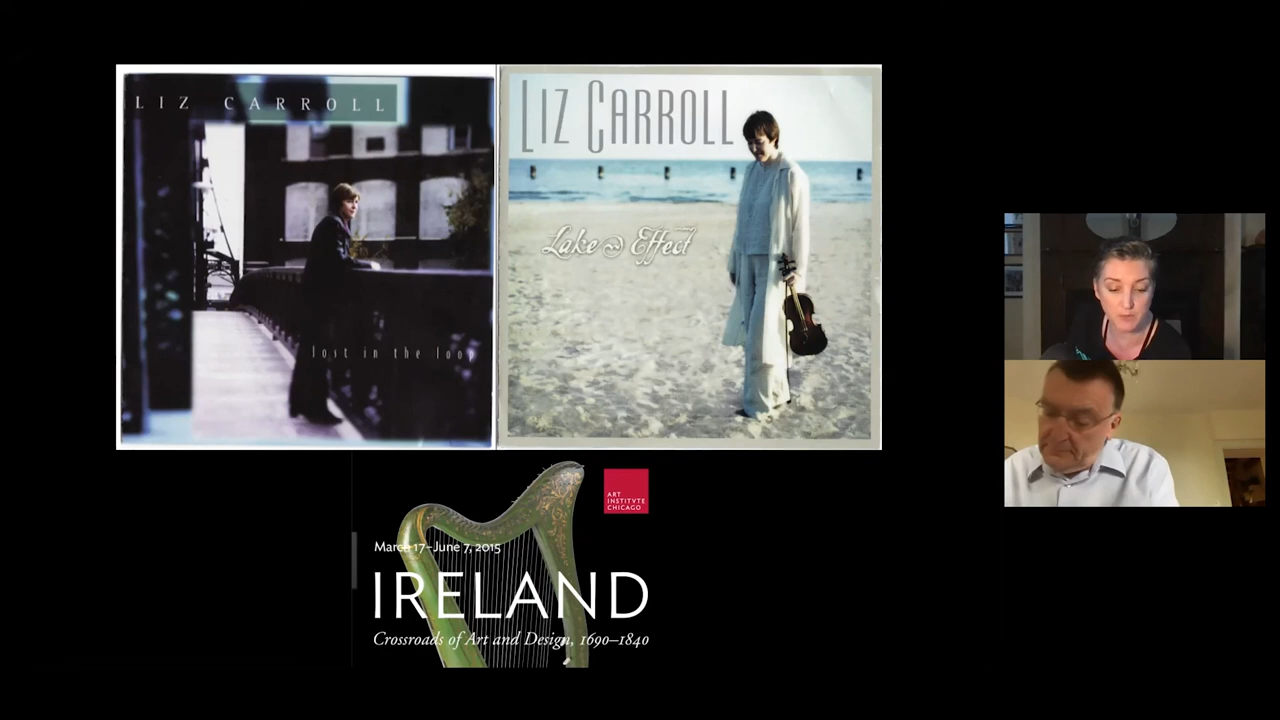 LIZ CARROLL
lost in the loop
LIZ CARROLL
Lake Effect
ART
INSTITVTE
CHICAGO
March 17–June 7, 2015
IRELAND
Crossroads of Art and Design, 1690–1840